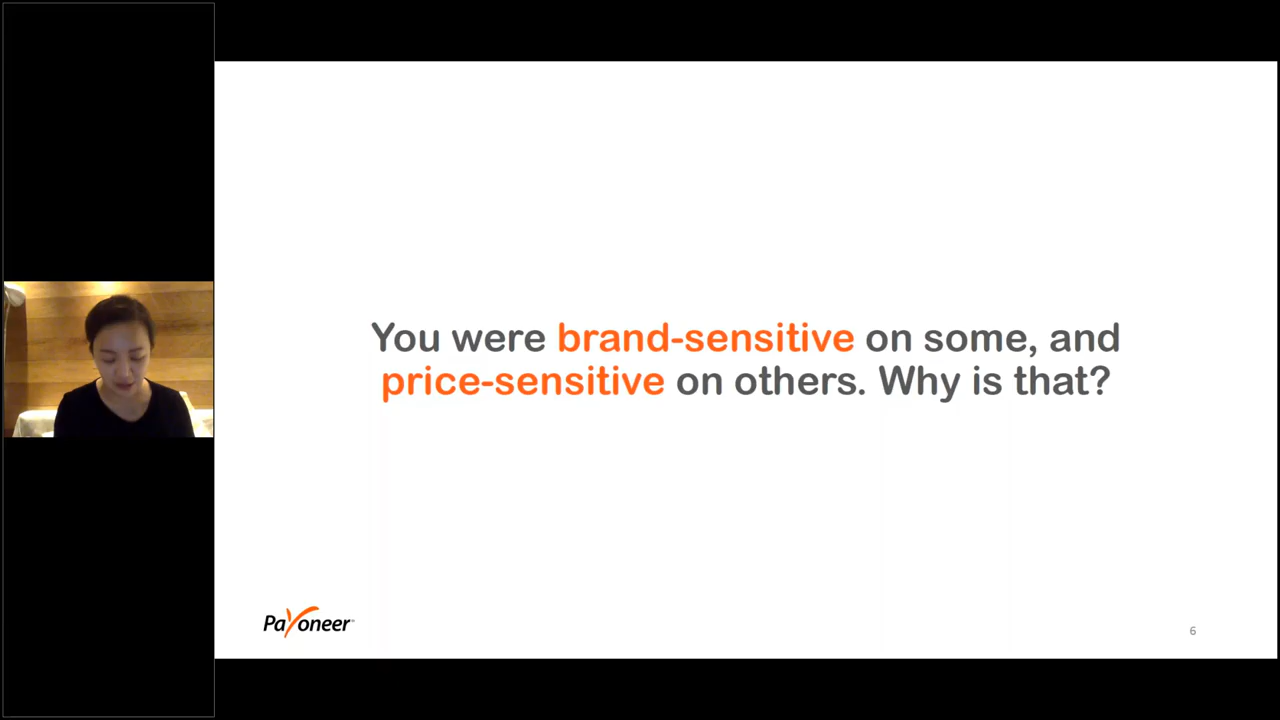 You were brand-sensitive on some, and
price-sensitive on others. Why is that?
Payoneer
6